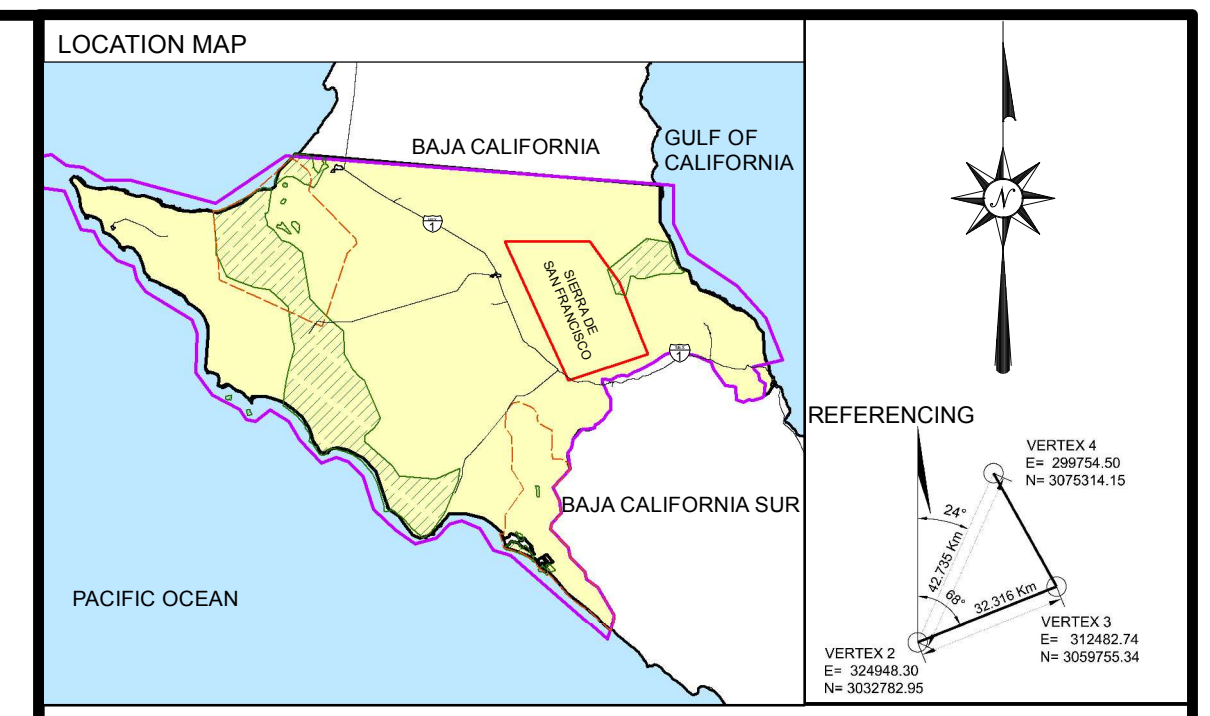 LOCATION MAP
BAJA CALIFORNIA
GULF OF
CALIFORNIA
1
SIERRA DE
SAN FRANCISCO
1
BAJA CALIFORNIA SUR
PACIFIC OCEAN
N
REFERENCING
VERTEX 4
E= 299754.50
N= 3075314.15
24°
42.735 Km
68°
32.316 Km
VERTEX 3
E= 312482.74
N= 3059755.34
VERTEX 2
E= 324948.30
N= 3032782.95